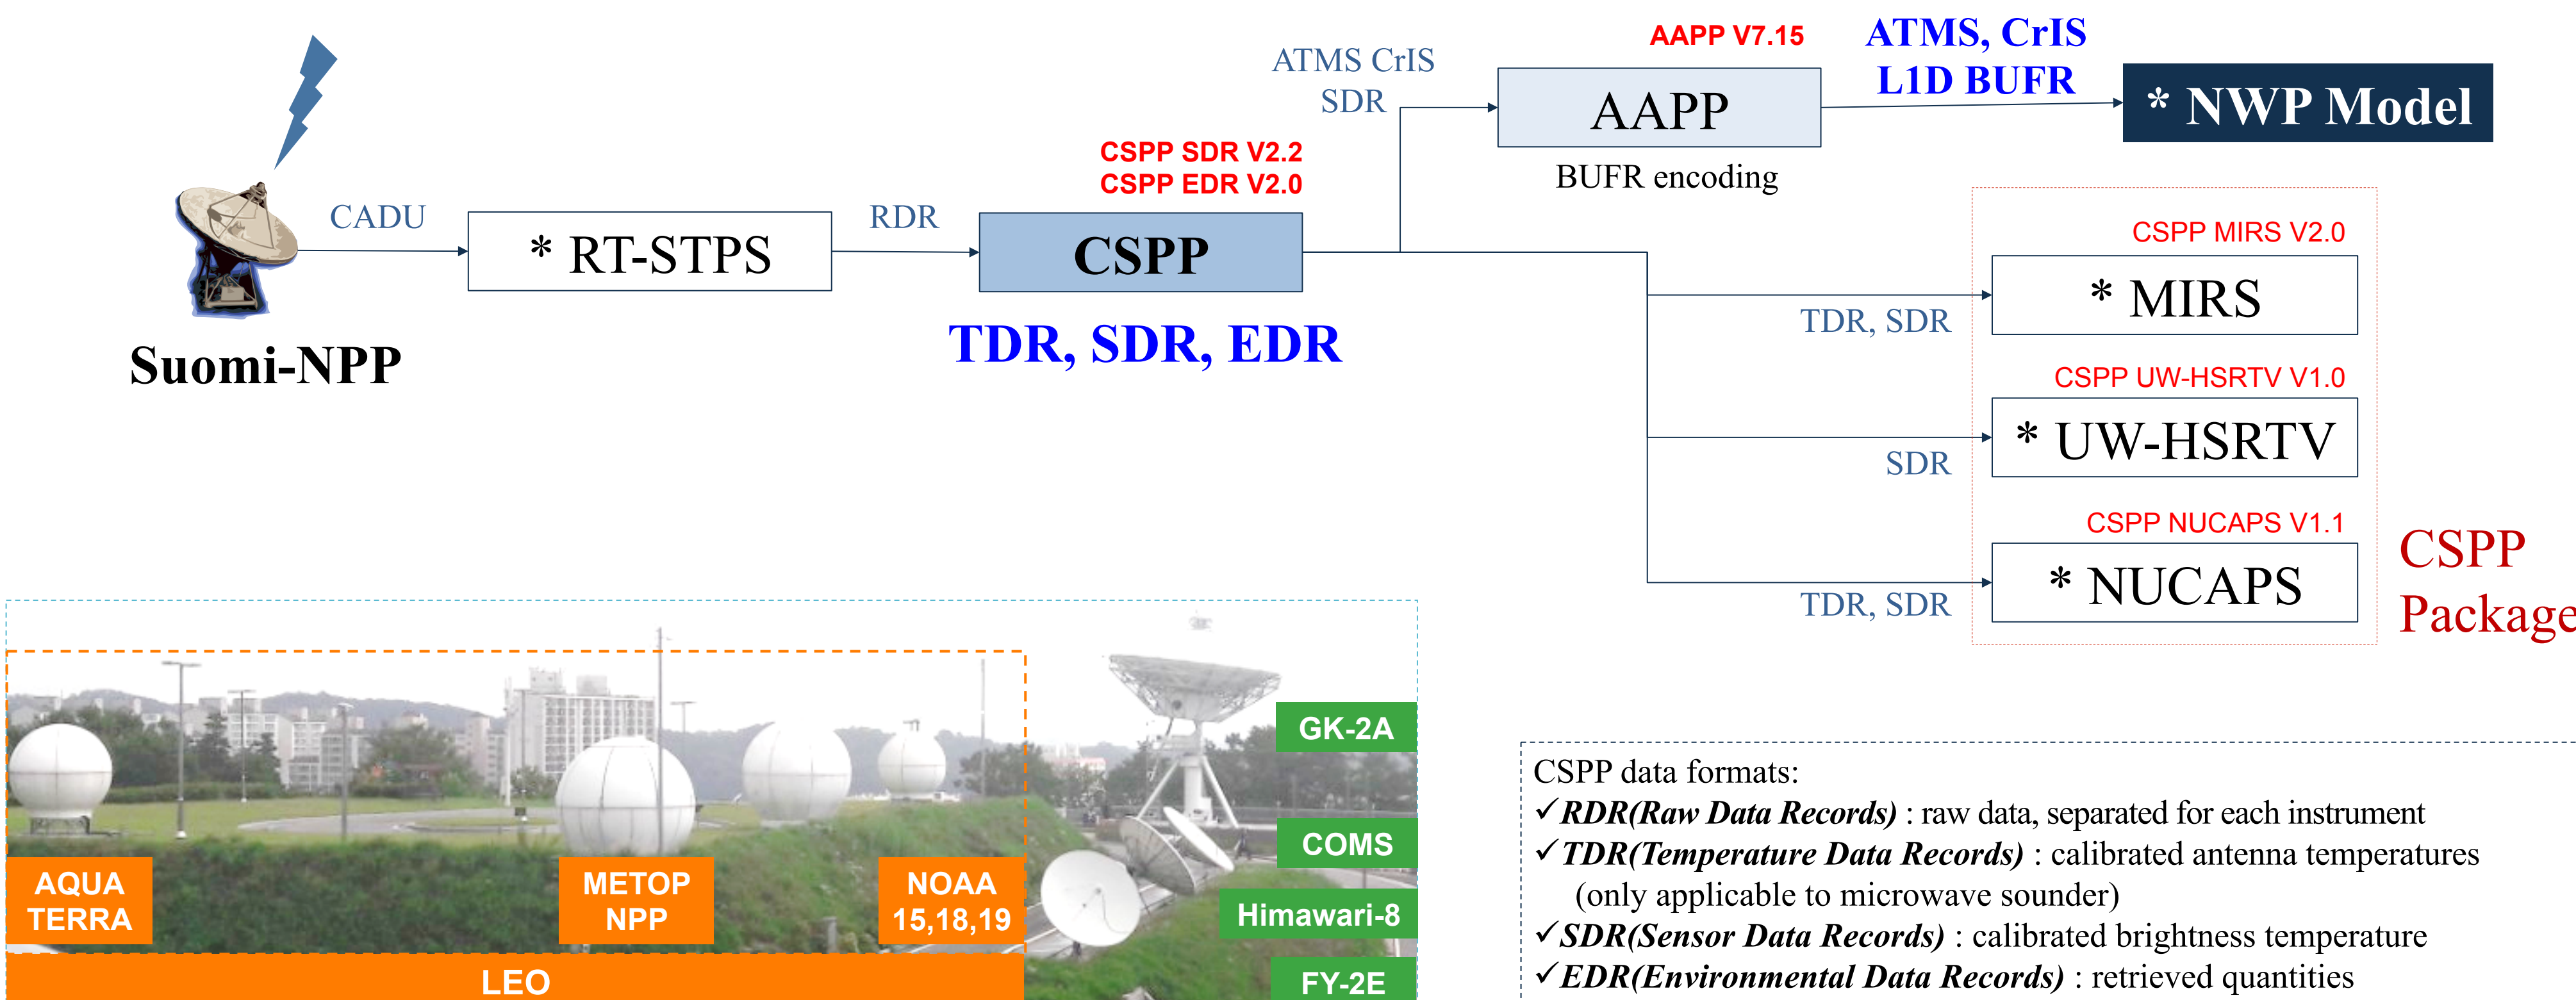 ATMS CrIS
SDR
AAPP V7.15
AAPP
BUFR encoding
ATMS, CrIS
L1D BUFR
* NWP Model
CSPP SDR V2.2
CSPP EDR V2.0
CADU
* RT-STPS
RDR
CSPP
TDR, SDR, EDR
Suomi-NPP
CSPP MIRS V2.0
* MIRS
TDR, SDR
CSPP UW-HSRTV V1.0
* UW-HSRTV
SDR
CSPP NUCAPS V1.1
* NUCAPS
TDR, SDR
CSPP
Package
AQUA
TERRA
METOP
NPP
NOAA
15,18,19
LEO
GK-2A
COMS
Himawari-8
FY-2E
CSPP data formats:
✓RDR(Raw Data Records) : raw data, separated for each instrument
✓TDR(Temperature Data Records) : calibrated antenna temperatures
(only applicable to microwave sounder)
✓SDR(Sensor Data Records) : calibrated brightness temperature
✓EDR(Environmental Data Records) : retrieved quantities